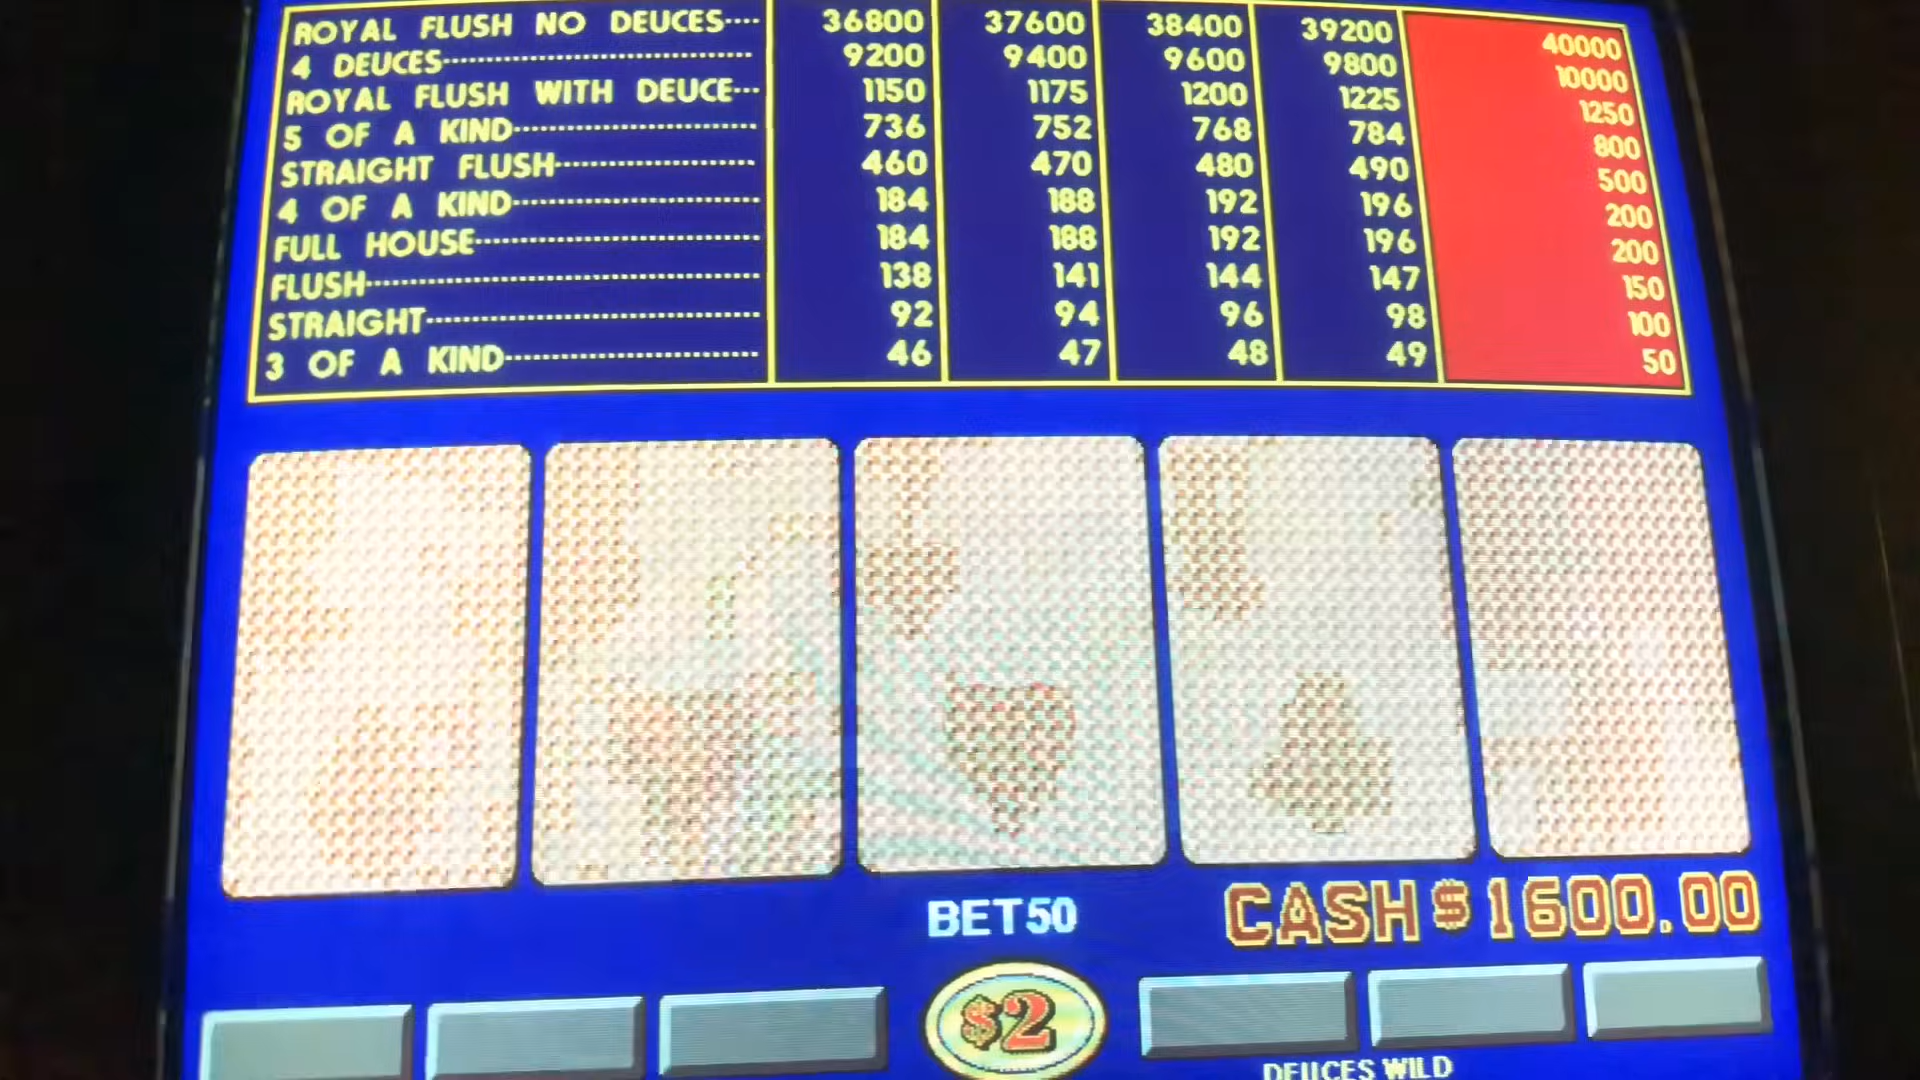 ROYAL FLUSH NO DEUCES···· 36800 37600 38400 39200 40000
4 DEUCES 9200 9400 9600 9800 10000
ROYAL FLUSH WITH DEUCE··· 1150 1175 1200 1225 1250
5 OF A KIND 736 752 768 784 800
STRAIGHT FLUSH 460 470 480 490 500
4 OF A KIND 184 188 192 196 200
FULL HOUSE 184 188 192 196 200
FLUSH 138 141 144 147 150
STRAIGHT 92 94 96 98 100
3 OF A KIND 46 47 48 49 50
BET 50
CASH $1600.00
$2
DEUCES WILD